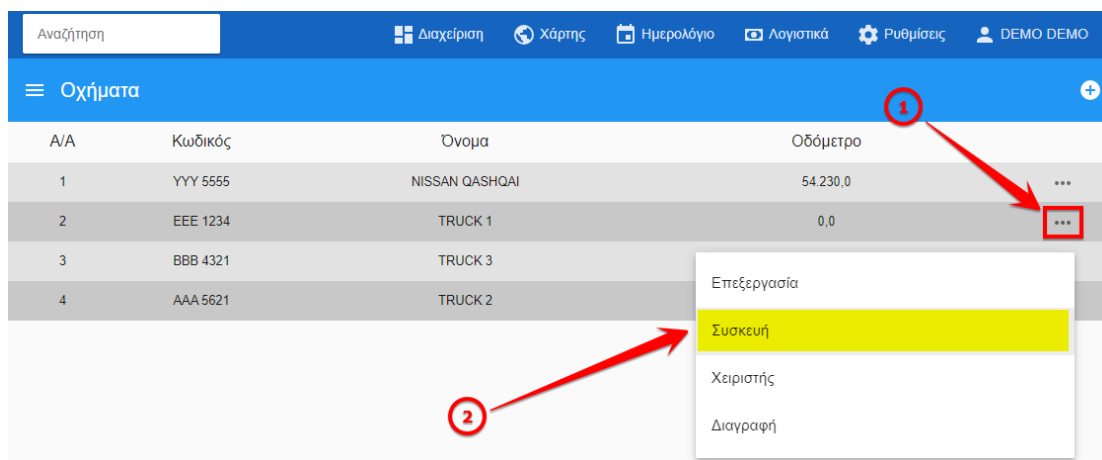 Αναζήτηση Διαχείριση Χάρτης Ημερολόγιο Λογιστικά Ρυθμίσεις DEMO DEMO
Οχήματα
1
Α/Α Κωδικός Όνομα Οδόμετρο
1 YYY 5555 NISSAN QASHQAI 54.230,0
2 EEE 1234 TRUCK 1 0,0
3 BBB 4321 TRUCK 3
Επεξεργασία
4 AAA 5621 TRUCK 2
Συσκευή
Χειριστής
2
Διαγραφή